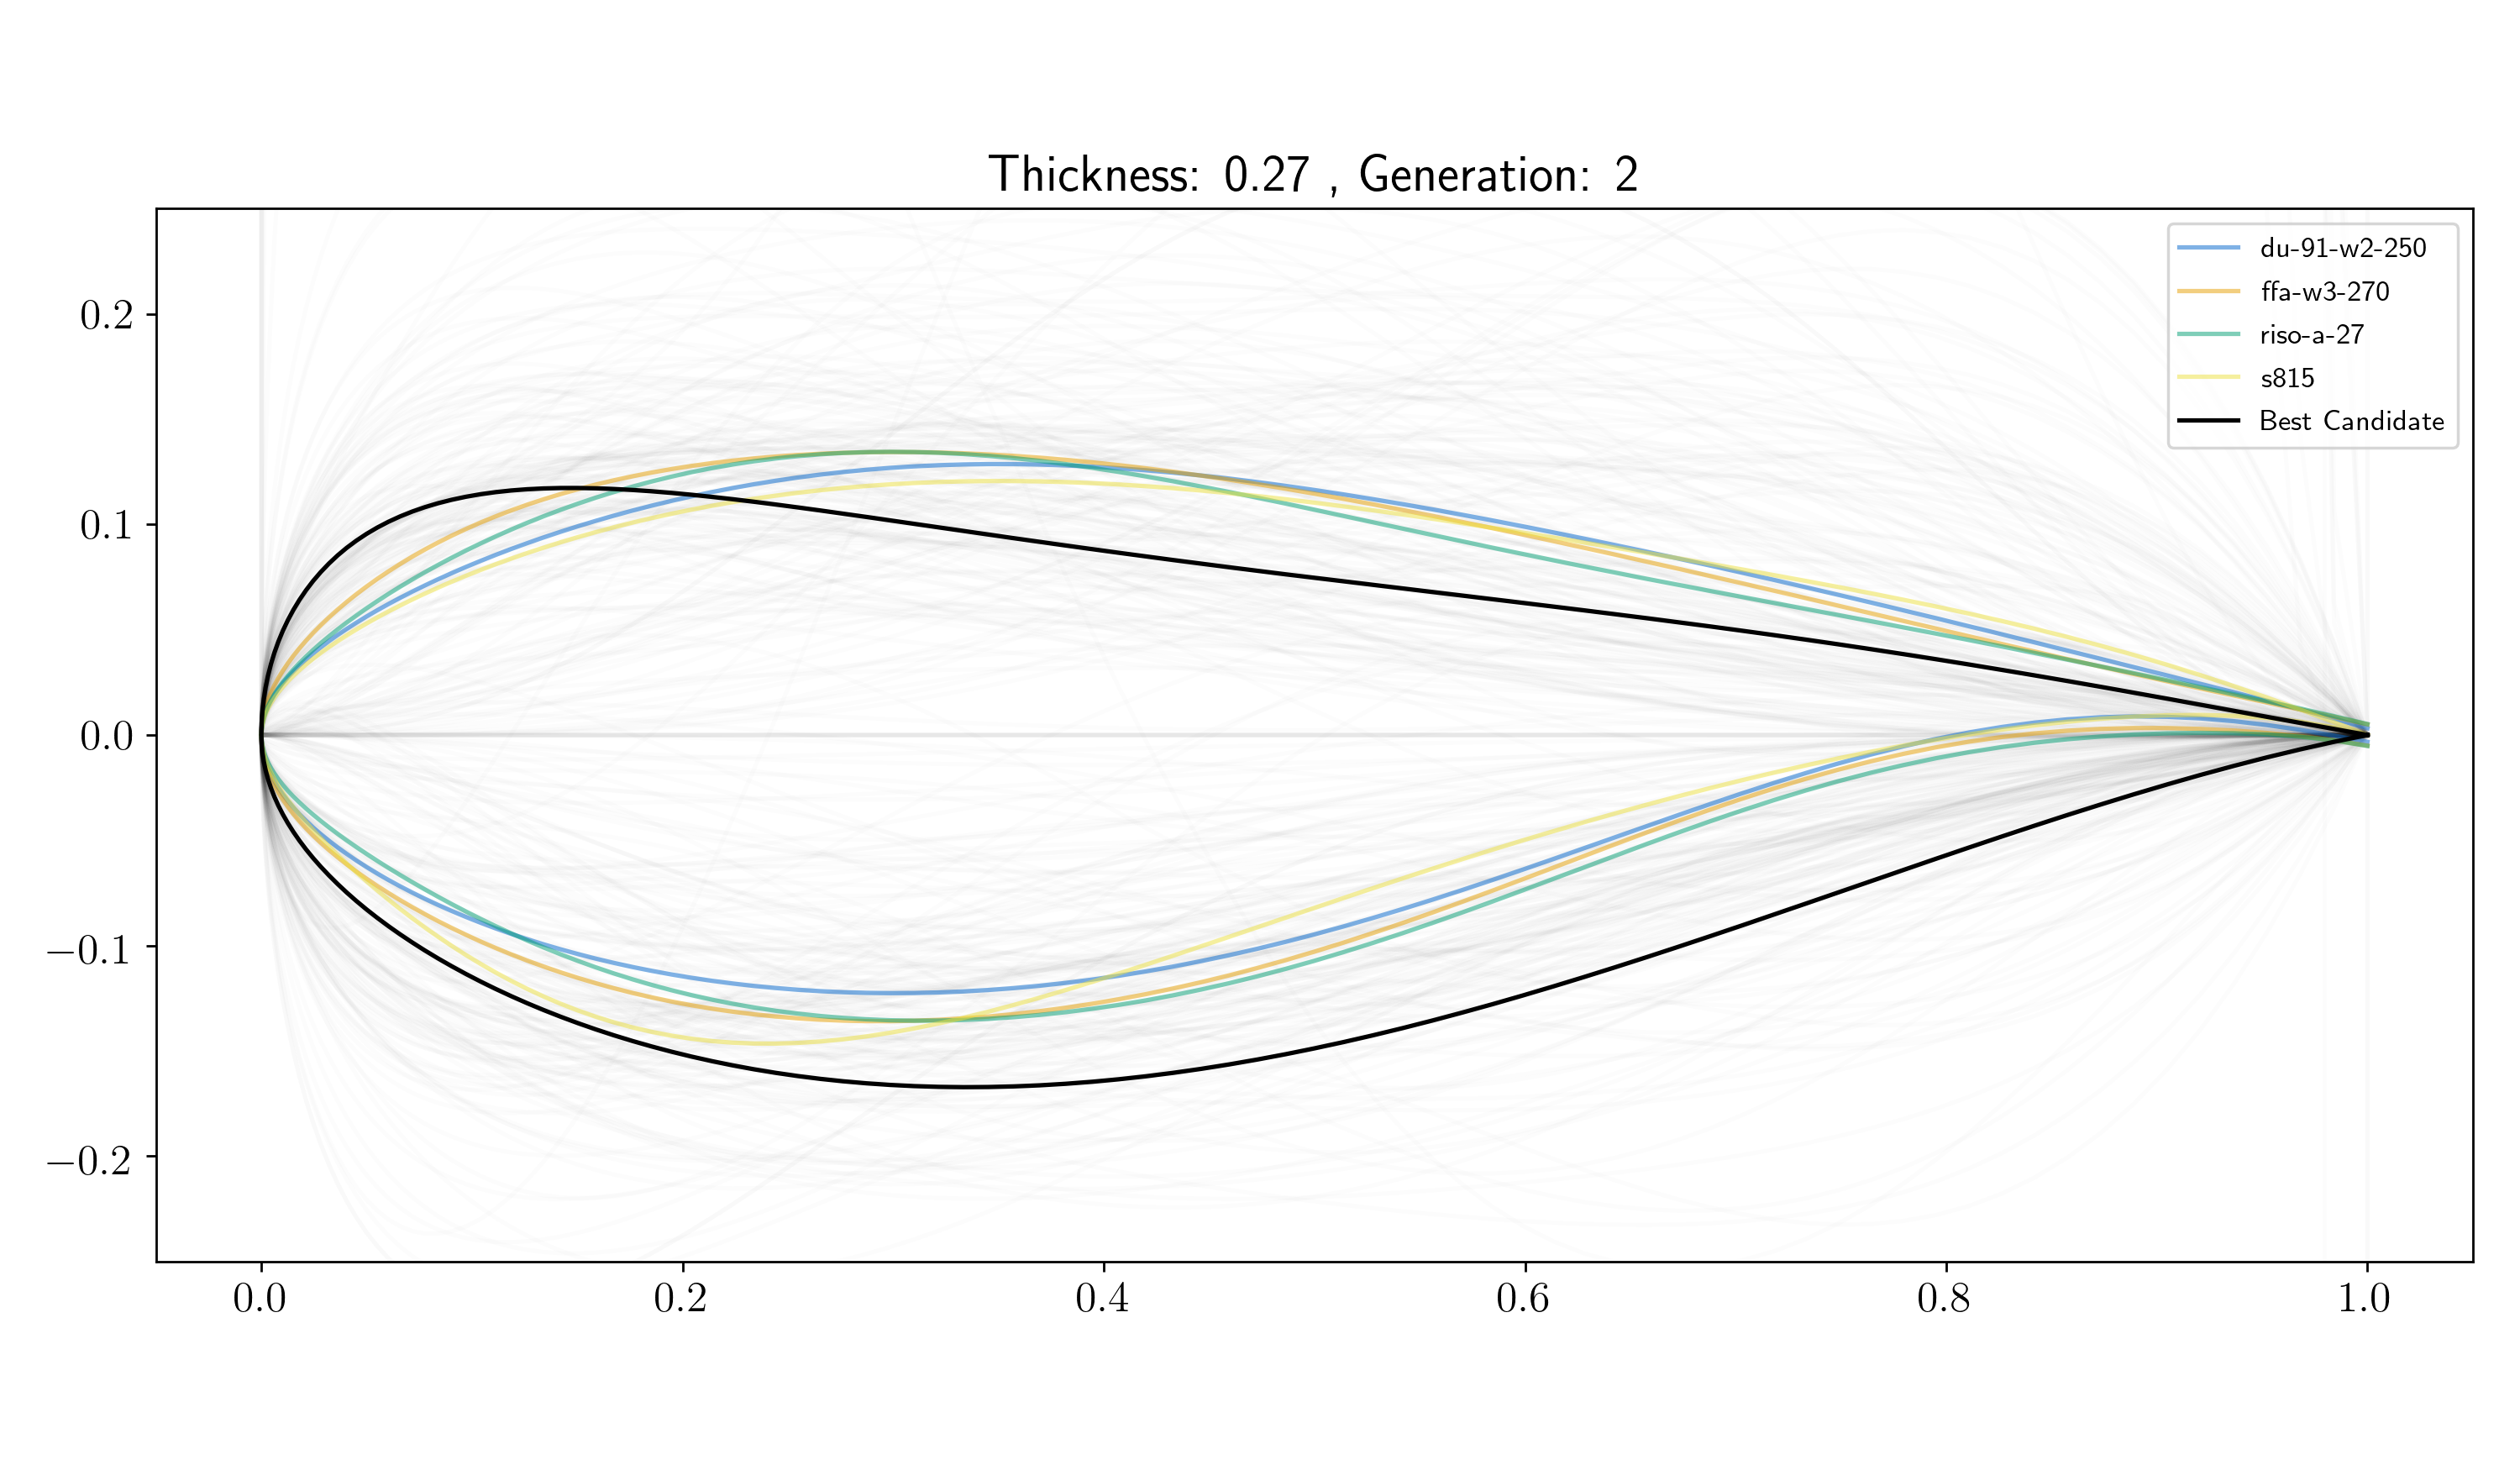 Thickness: 0.27 , Generation: 2
du-91-w2-250
ffa-w3-270
riso-a-27
s815
Best Candidate
0.2
0.1
0.0
−0.1
−0.2
0.0 0.2 0.4 0.6 0.8 1.0